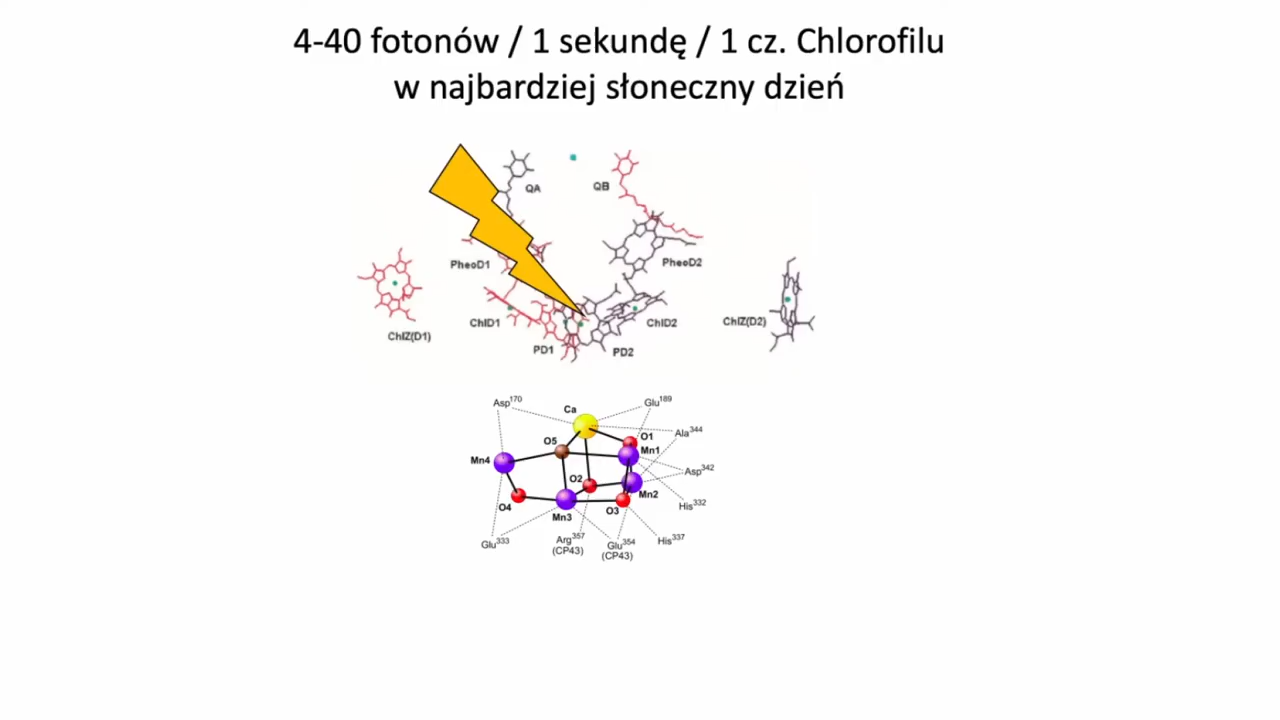 4-40 fotonów / 1 sekundę / 1 cz. Chlorofilu
w najbardziej słoneczny dzień
QA
QB
PheoD1
PheoD2
ChlZ(D1)
ChlD1
ChlD2
ChlZ(D2)
PD1
PD2
Asp170
Ca
Glu189
Ala344
O1
O5
Mn1
Mn4
Asp342
O2
Mn2
His332
O4
O3
Mn3
Glu333
Arg357
(CP43)
Glu354
(CP43)
His337